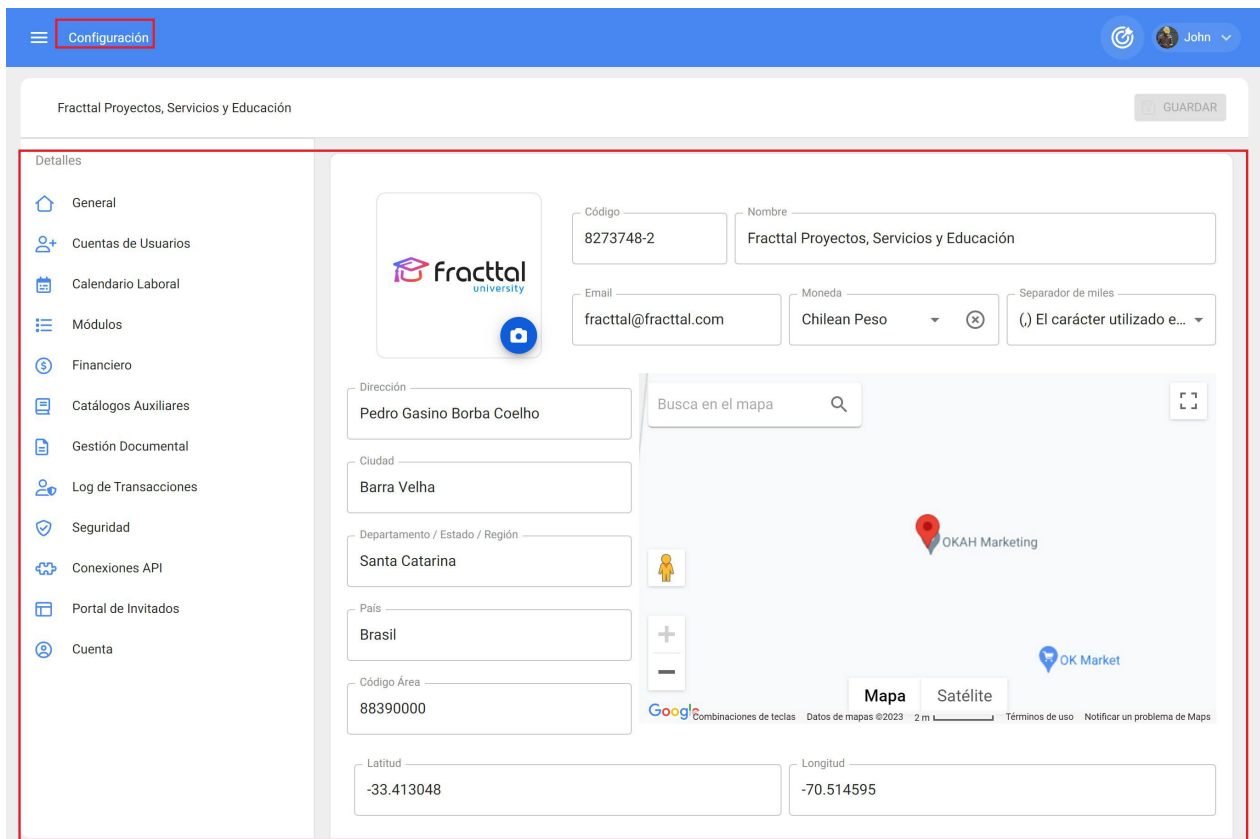 Configuración
John
Fracttal Proyectos, Servicios y Educación
GUARDAR
Detalles
General
Cuentas de Usuarios
Calendario Laboral
Módulos
Financiero
Catálogos Auxiliares
Gestión Documental
Log de Transacciones
Seguridad
Conexiones API
Portal de Invitados
Cuenta
fracttal
university
Código
8273748-2
Nombre
Fracttal Proyectos, Servicios y Educación
Email
fracttal@fracttal.com
Moneda
Chilean Peso
Separador de miles
(,) El carácter utilizado e...
Dirección
Pedro Gasino Borba Coelho
Ciudad
Barra Velha
Departamento / Estado / Región
Santa Catarina
País
Brasil
Código Área
88390000
Busca en el mapa
OKAH Marketing
OK Market
Mapa Satélite
Google Combinaciones de teclas Datos de mapas ©2023 2 m Términos de uso Notificar un problema de Maps
Latitud
-33.413048
Longitud
-70.514595